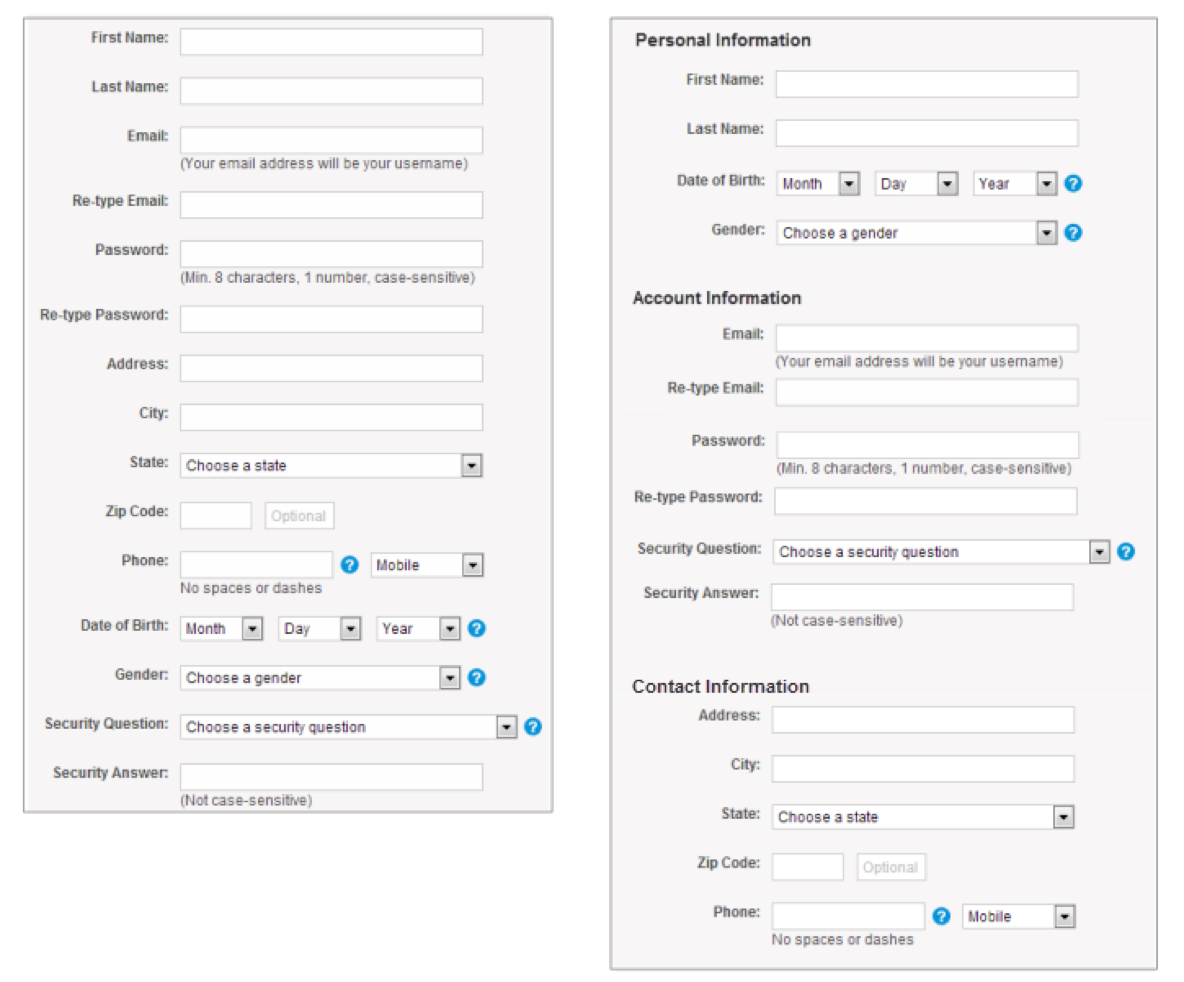 First Name:
Last Name:
Email:
(Your email address will be your username)
Re-type Email:
Password:
(Min. 8 characters, 1 number, case-sensitive)
Re-type Password:
Address:
City:
State: Choose a state
Zip Code: Optional
Phone: ? Mobile
No spaces or dashes
Date of Birth: Month Day Year ?
Gender: Choose a gender ?
Security Question: Choose a security question ?
Security Answer:
(Not case-sensitive)
Personal Information
First Name:
Last Name:
Date of Birth: Month Day Year ?
Gender: Choose a gender ?
Account Information
Email:
(Your email address will be your username)
Re-type Email:
Password:
(Min. 8 characters, 1 number, case-sensitive)
Re-type Password:
Security Question: Choose a security question ?
Security Answer:
(Not case-sensitive)
Contact Information
Address:
City:
State: Choose a state
Zip Code: Optional
Phone: ? Mobile
No spaces or dashes